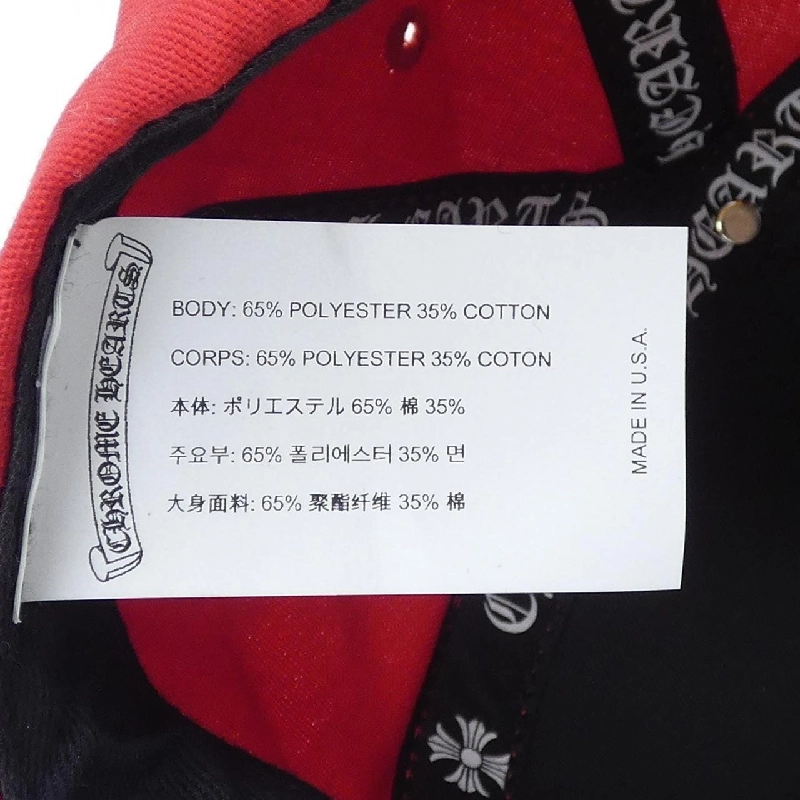 CHROME HEARTS
BODY: 65% POLYESTER 35% COTTON
CORPS: 65% POLYESTER 35% COTON
本体: ポリエステル 65% 棉 35%
주요부: 65% 폴리에스터 35% 면
大身面料: 65% 聚酯纤维 35% 棉
MADE IN U.S.A.
HEARTS